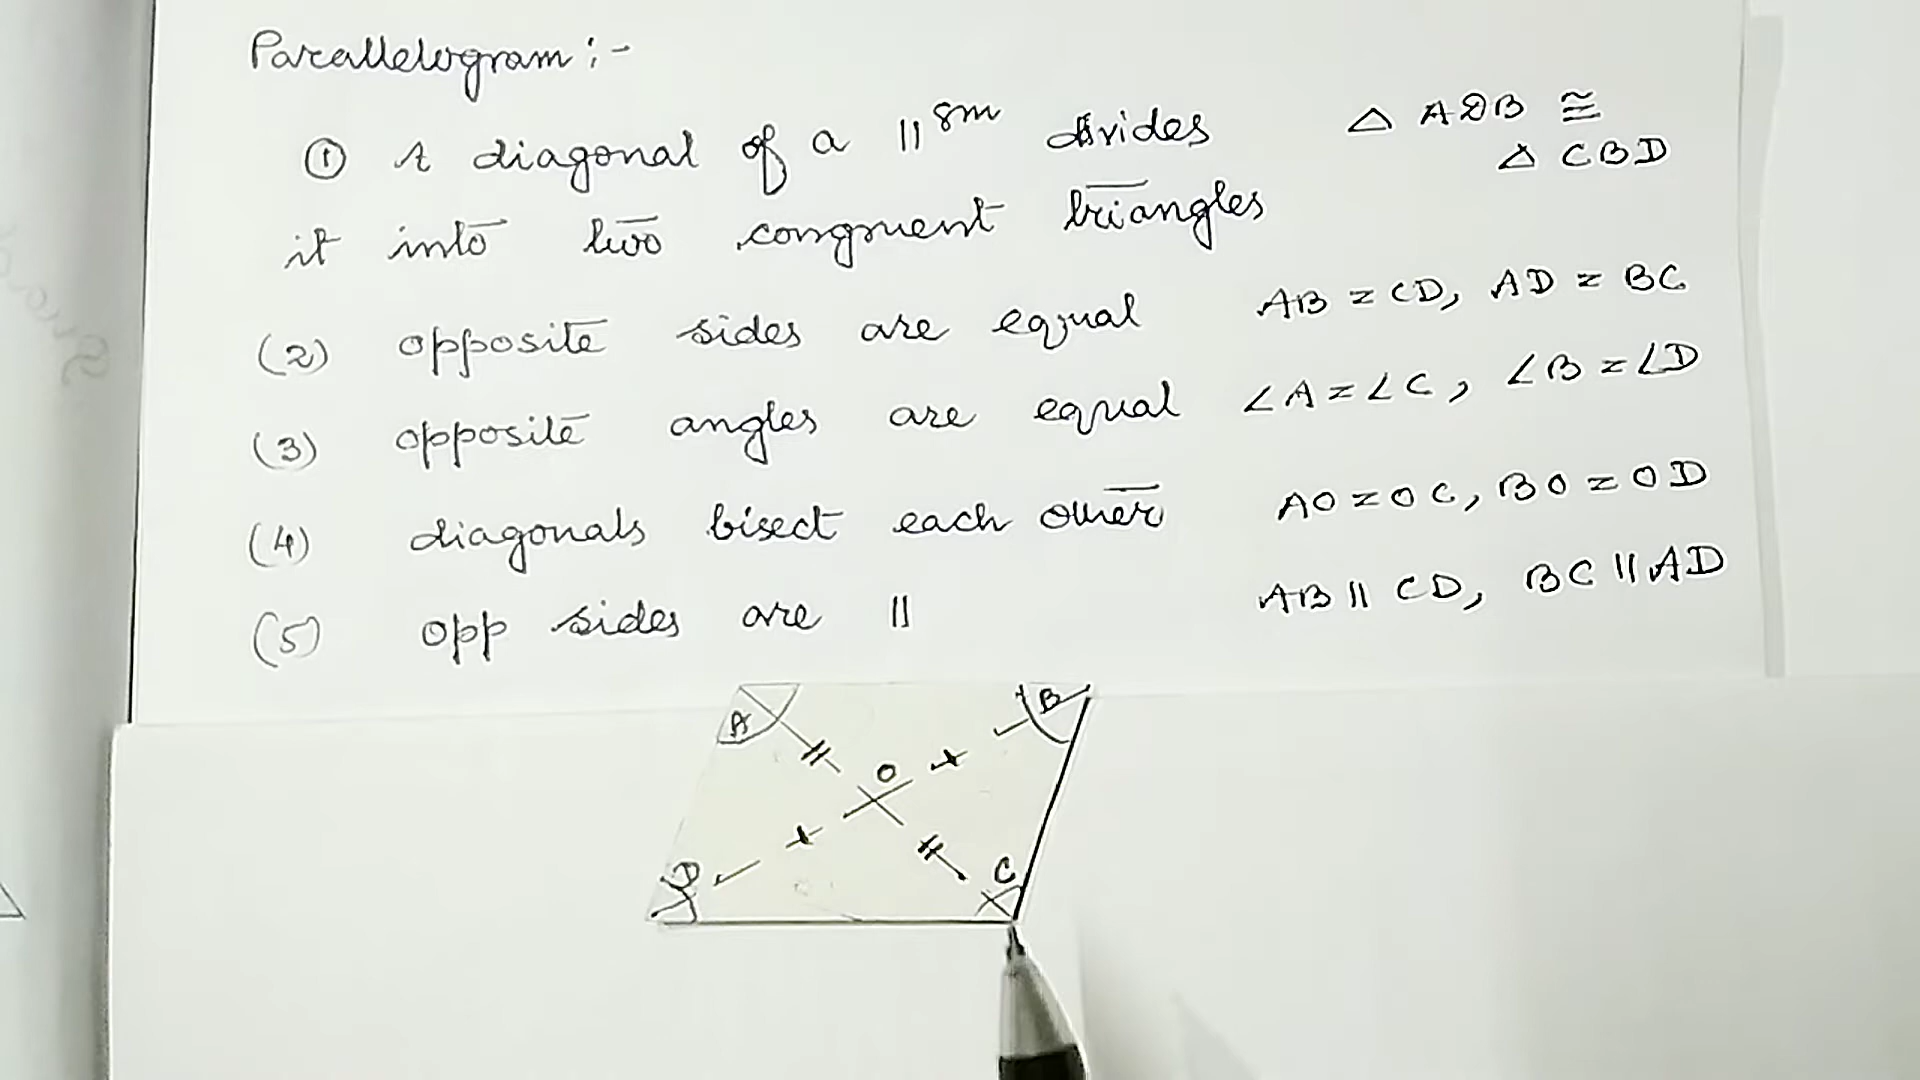 Parallelogram :-
① A diagonal of a ||gm divides △ ADB ≅
△ CBD
it into two congruent triangles
(2) opposite sides are equal AB = CD, AD = BC
(3) opposite angles are equal ∠A = ∠C, ∠B = ∠D
(4) diagonals bisect each other AO = OC, BO = OD
(5) opp sides are || AB || CD, BC || AD
A B
O
D C